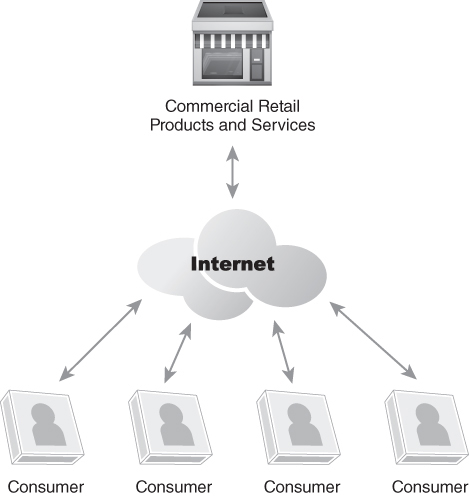 Commercial Retail
Products and Services
Internet
Consumer Consumer Consumer Consumer